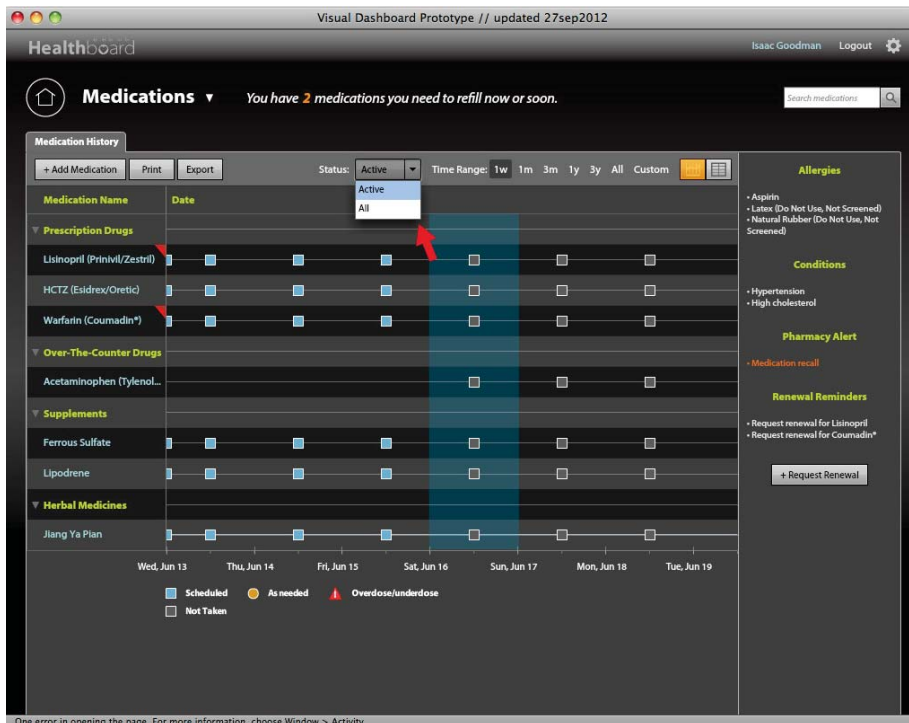 Visual Dashboard Prototype // updated 27sep2012
Healthboard
Isaac Goodman Logout
Medications
You have 2 medications you need to refill now or soon.
Search medications
Medication History
+ Add Medication Print Export Status: Active Time Range: 1w 1m 3m 1y 3y All Custom
Active
All
Medication Name Date
Prescription Drugs
Lisinopril (Prinivil/Zestril)
HCTZ (Esidrex/Oretic)
Warfarin (Coumadin*)
Over-The-Counter Drugs
Acetaminophen (Tylenol...
Supplements
Ferrous Sulfate
Lipodrene
Herbal Medicines
Jiang Ya Pian
Wed, Jun 13 Thu, Jun 14 Fri, Jun 15 Sat, Jun 16 Sun, Jun 17 Mon, Jun 18 Tue, Jun 19
Scheduled As needed Overdose/underdose
Not Taken
Allergies
• Aspirin
• Latex (Do Not Use, Not Screened)
• Natural Rubber (Do Not Use, Not
Screened)
Conditions
• Hypertension
• High cholesterol
Pharmacy Alert
• Medication recall
Renewal Reminders
• Request renewal for Lisinopril
• Request renewal for Coumadin*
+ Request Renewal
One error in opening the page. For more information, choose Window > Activity